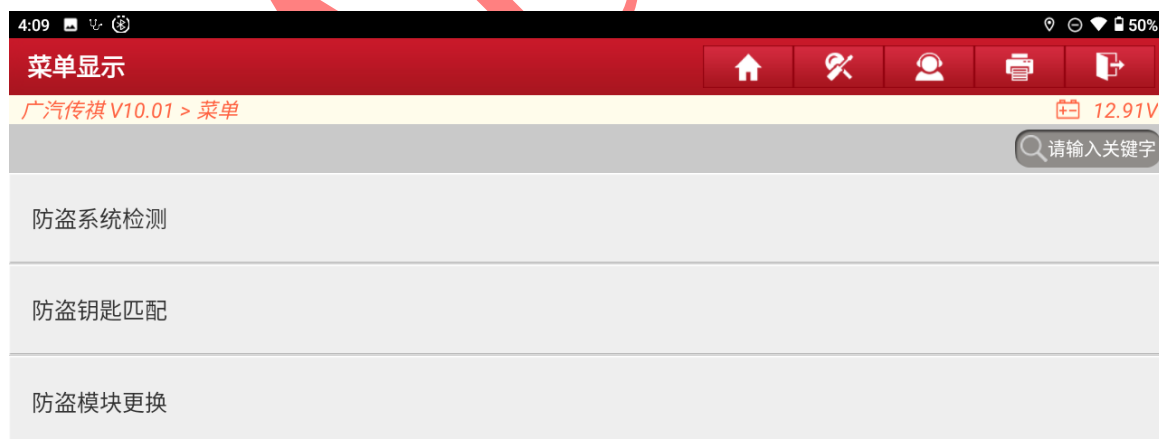 4:09 50%
菜单显示
广汽传祺 V10.01 > 菜单 12.91V
请输入关键字
防盗系统检测
防盗钥匙匹配
防盗模块更换